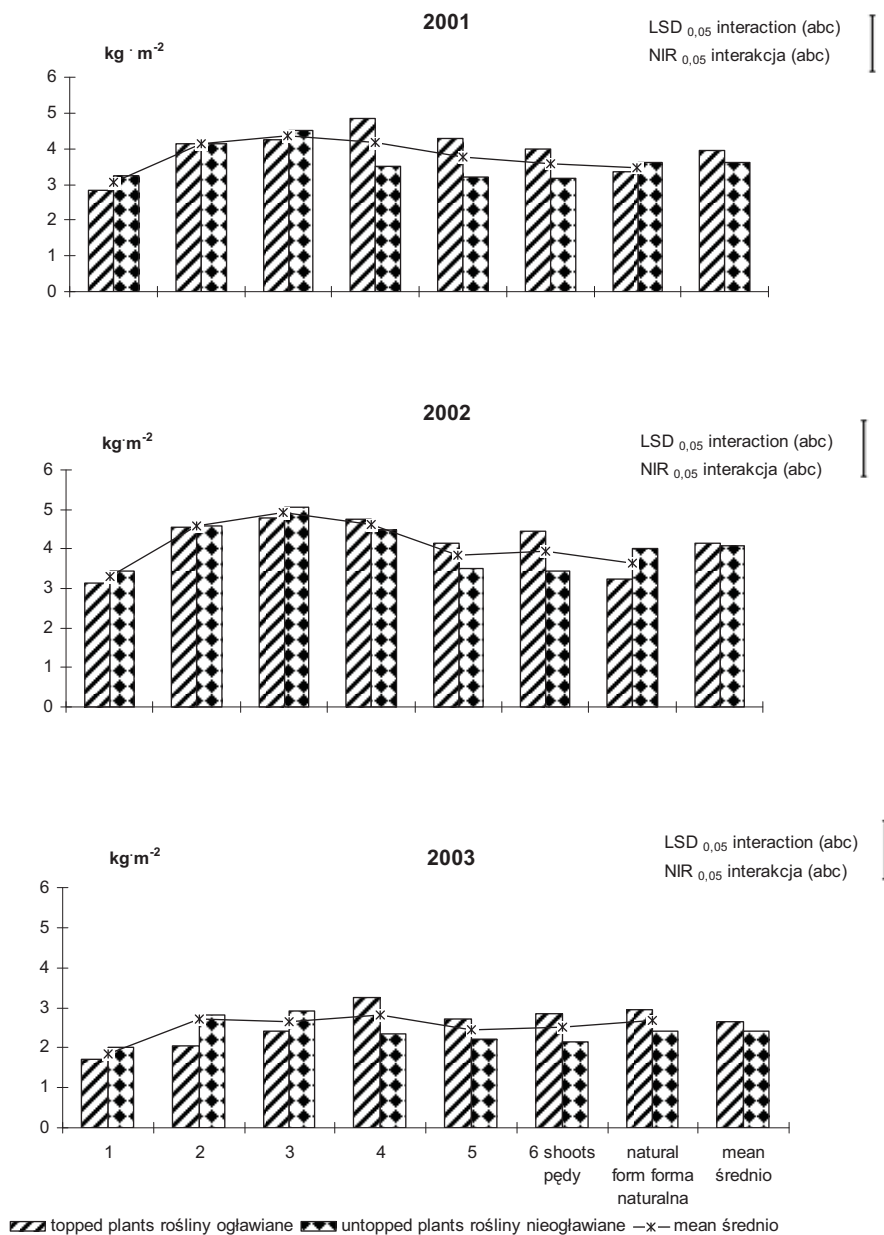 2001
LSD 0,05 interaction (abc)
NIR 0,05 interakcja (abc)
kg · m-2
6
5
4
3
2
1
0
2002
LSD 0,05 interaction (abc)
NIR 0,05 interakcja (abc)
kg·m-2
6
5
4
3
2
1
0
LSD 0,05 interaction (abc)
NIR 0,05 interakcja (abc)
kg·m-2
2003
6
5
4
3
2
1
0
1 2 3 4 5 6 shoots natural mean
pędy form forma średnio
naturalna
topped plants rośliny ogławiane untopped plants rośliny nieogławiane mean średnio